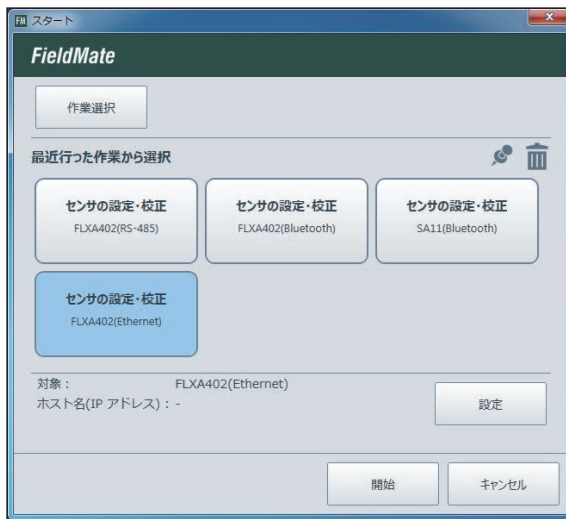 FM スタート
FieldMate
作業選択
最近行った作業から選択
センサの設定・校正
FLXA402(RS-485)
センサの設定・校正
FLXA402(Bluetooth)
センサの設定・校正
SA11(Bluetooth)
センサの設定・校正
FLXA402(Ethernet)
対象： FLXA402(Ethernet)
ホスト名(IP アドレス)： -
設定
開始
キャンセル